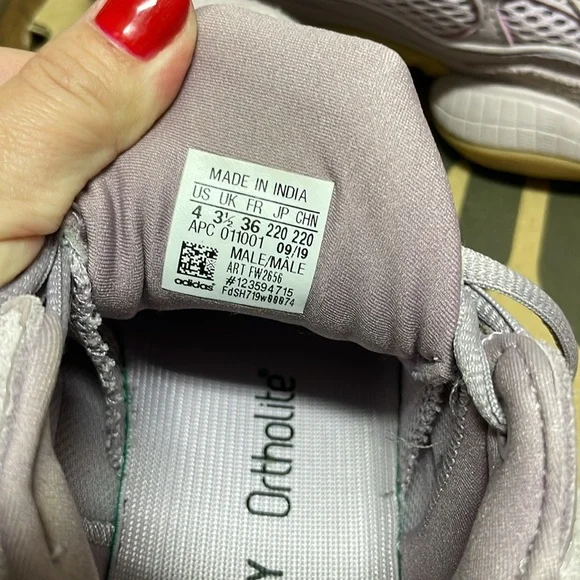 MADE IN INDIA
US UK FR JP CHN
4 3½ 36 220 220
APC 011001 09/19
MALE/MALE
ART FW2656
#123594715
FdSH719w00074
adidas
Ortholite®
Y